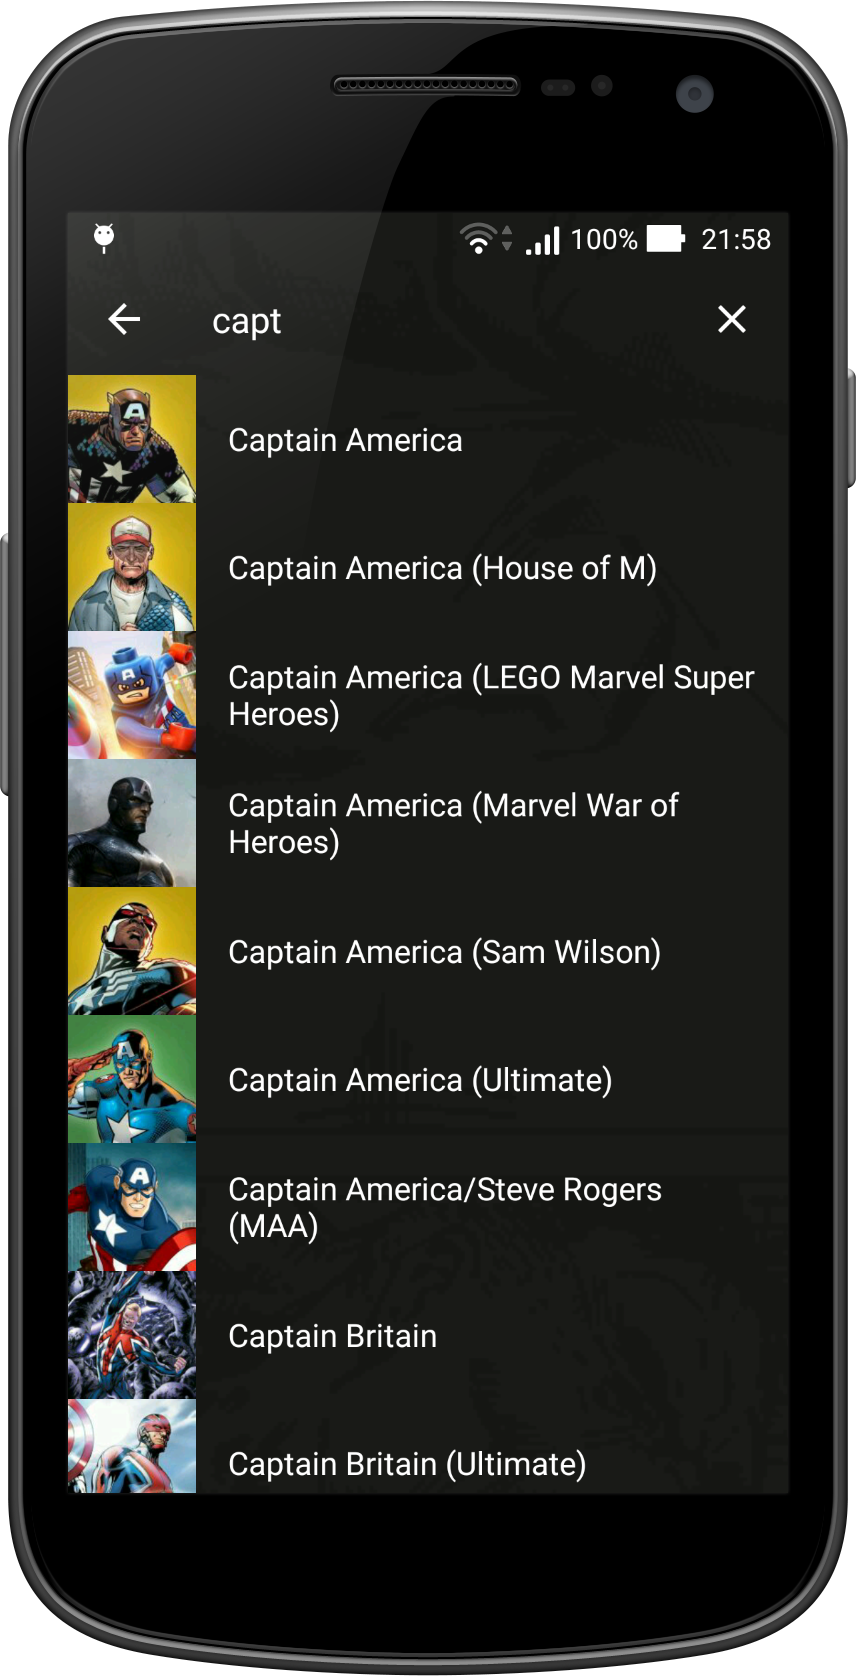 100% 21:58
capt
Captain America
Captain America (House of M)
Captain America (LEGO Marvel Super
Heroes)
Captain America (Marvel War of
Heroes)
Captain America (Sam Wilson)
Captain America (Ultimate)
Captain America/Steve Rogers
(MAA)
Captain Britain
Captain Britain (Ultimate)